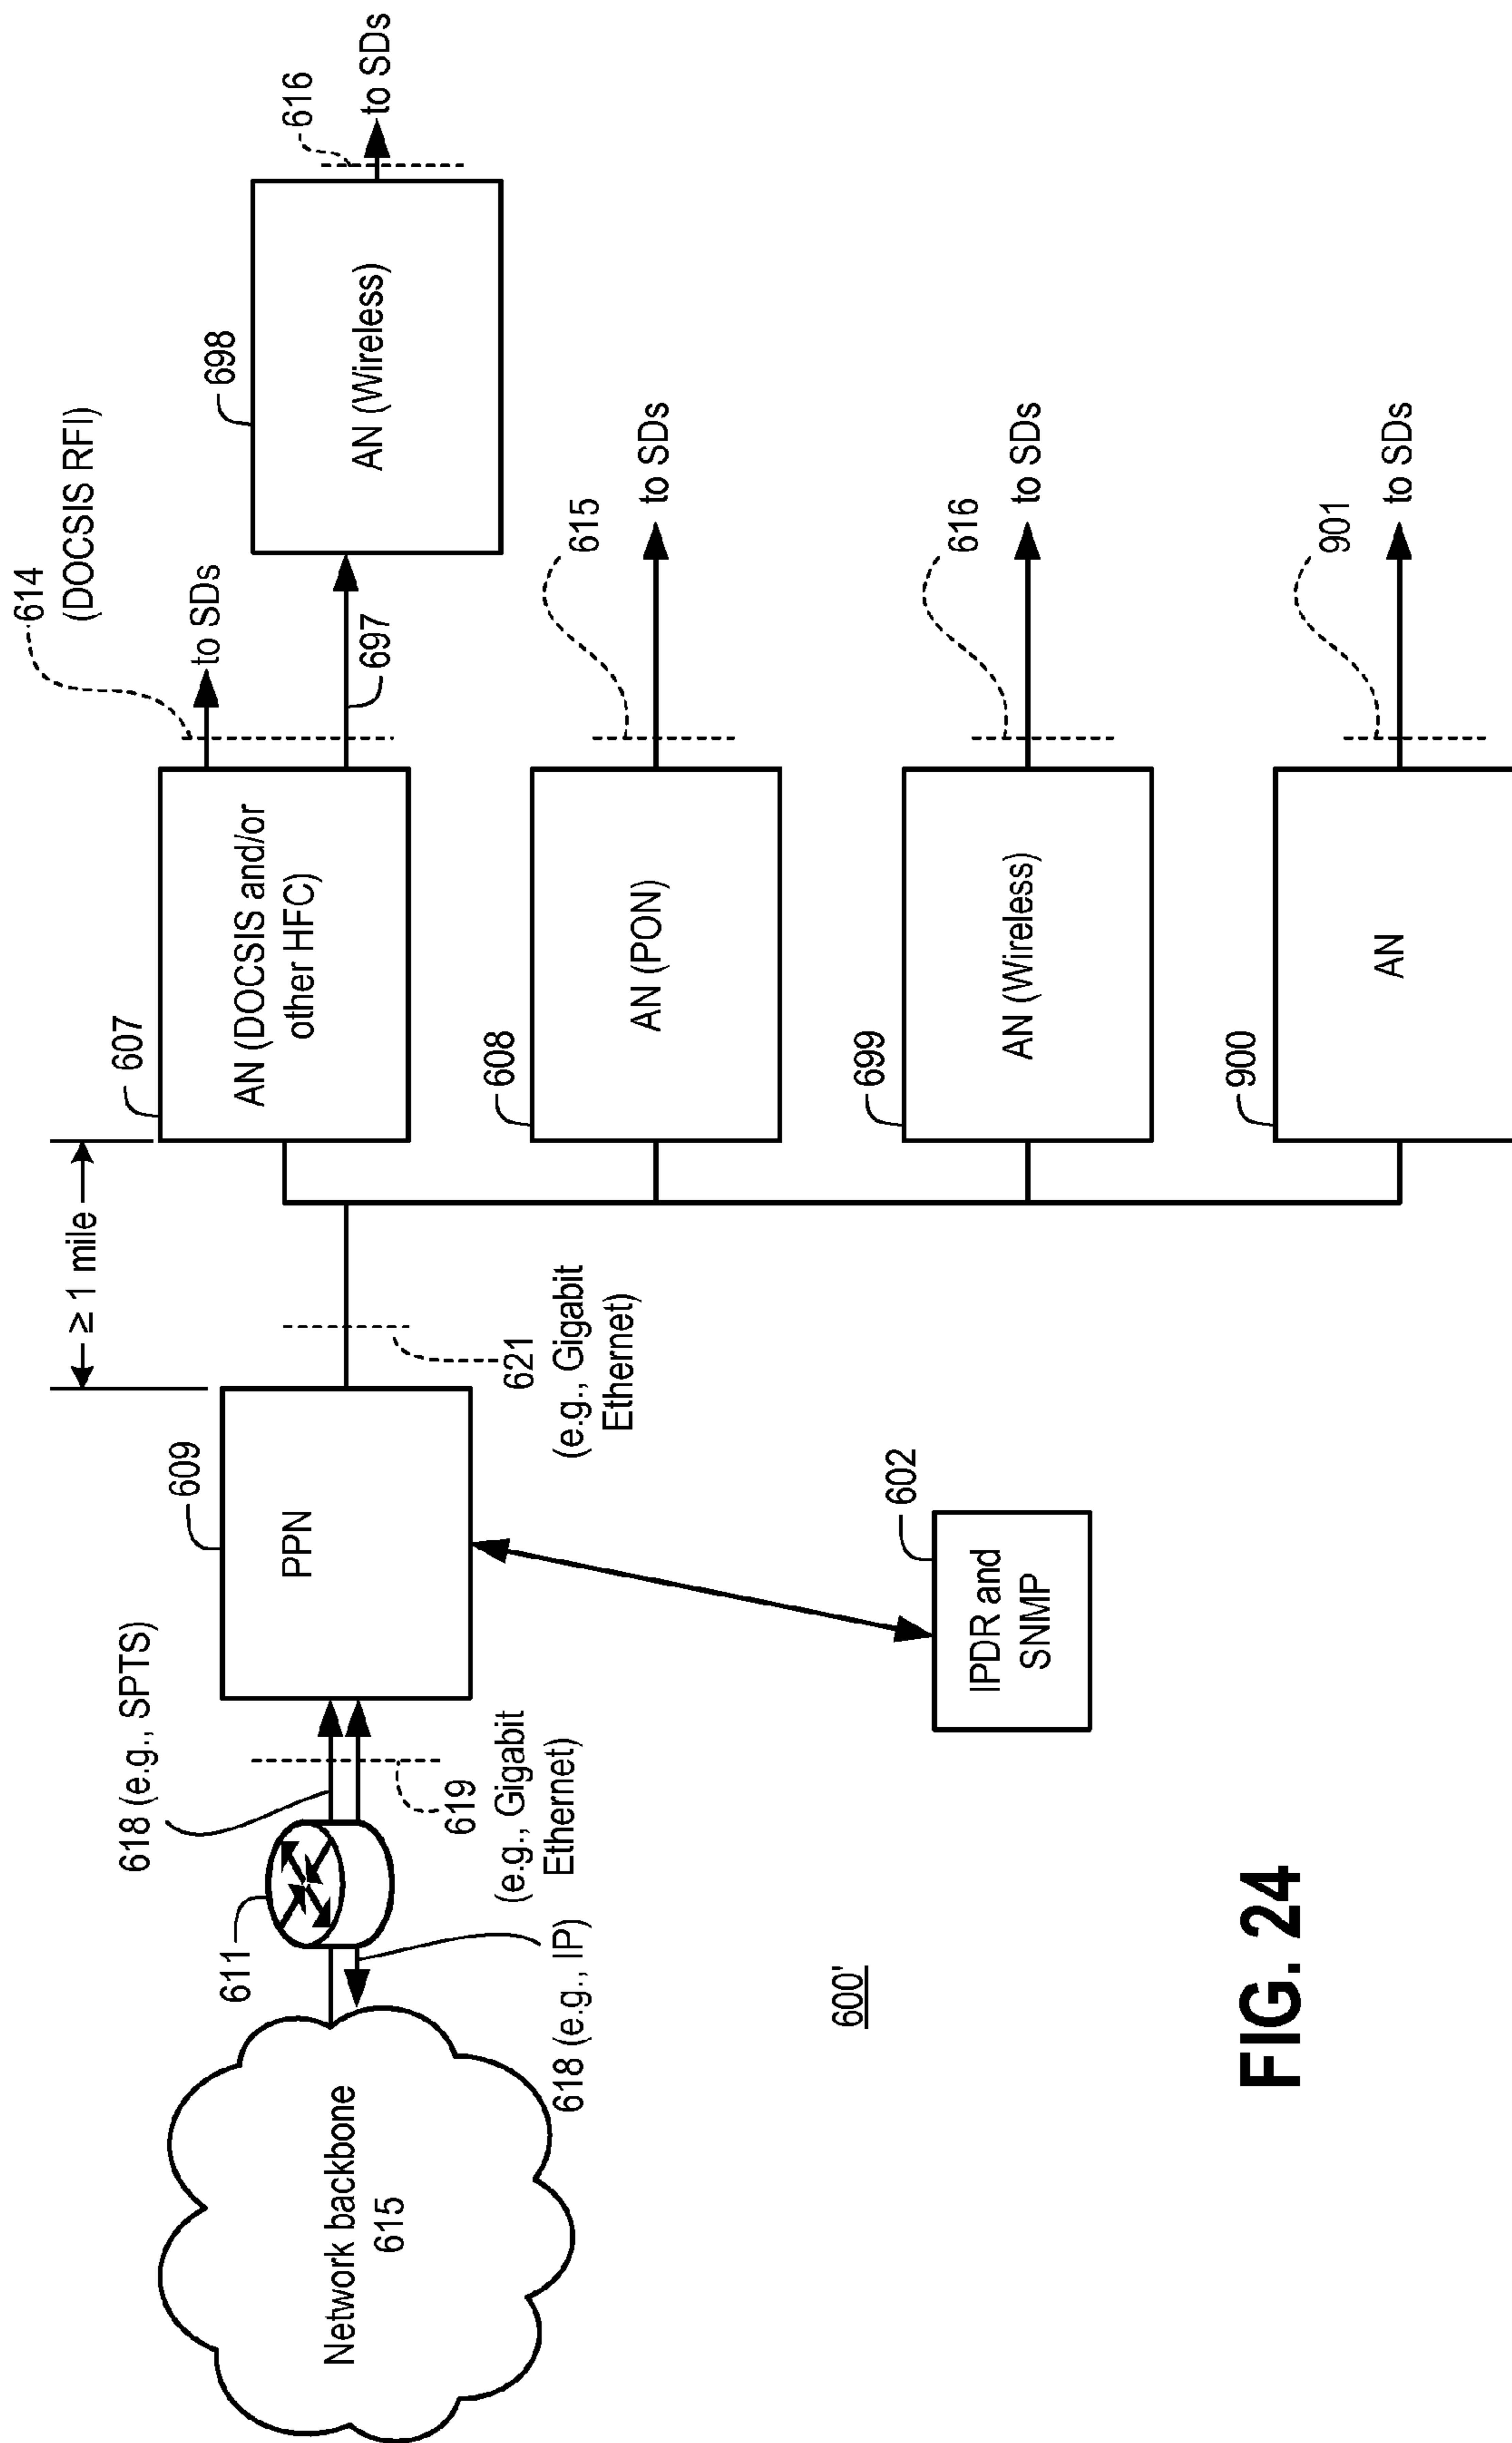 Network backbone
615
611
618 (e.g., SPTS)
618 (e.g., IP)
619
(e.g., Gigabit
Ethernet)
609
PPN
602
IPDR and
SNMP
≥ 1 mile
621
(e.g., Gigabit
Ethernet)
607
AN (DOCSIS and/or
other HFC)
614
(DOCSIS RFI)
to SDs
697
698
AN (Wireless)
616
to SDs
608
AN (PON)
615
to SDs
699
AN (Wireless)
616
to SDs
900
AN
901
to SDs
600'
FIG. 24